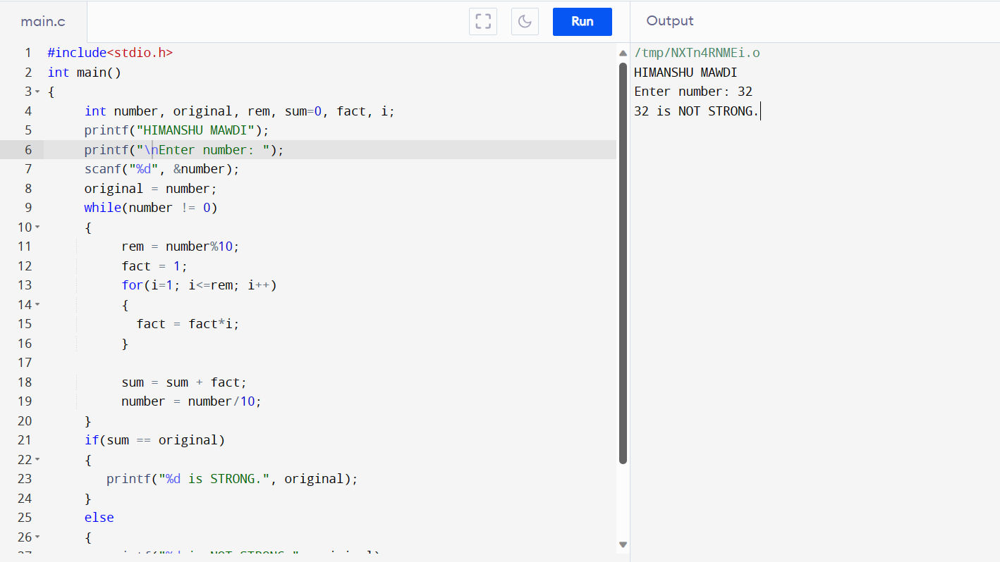 main.c
Run
Output
1 #include<stdio.h>
2 int main()
3 {
4 int number, original, rem, sum=0, fact, i;
5 printf("HIMANSHU MAWDI");
6 printf("\nEnter number: ");
7 scanf("%d", &number);
8 original = number;
9 while(number != 0)
10 {
11 rem = number%10;
12 fact = 1;
13 for(i=1; i<=rem; i++)
14 {
15 fact = fact*i;
16 }
17
18 sum = sum + fact;
19 number = number/10;
20 }
21 if(sum == original)
22 {
23 printf("%d is STRONG.", original);
24 }
25 else
26 {
/tmp/NXTn4RNMEi.o
HIMANSHU MAWDI
Enter number: 32
32 is NOT STRONG.